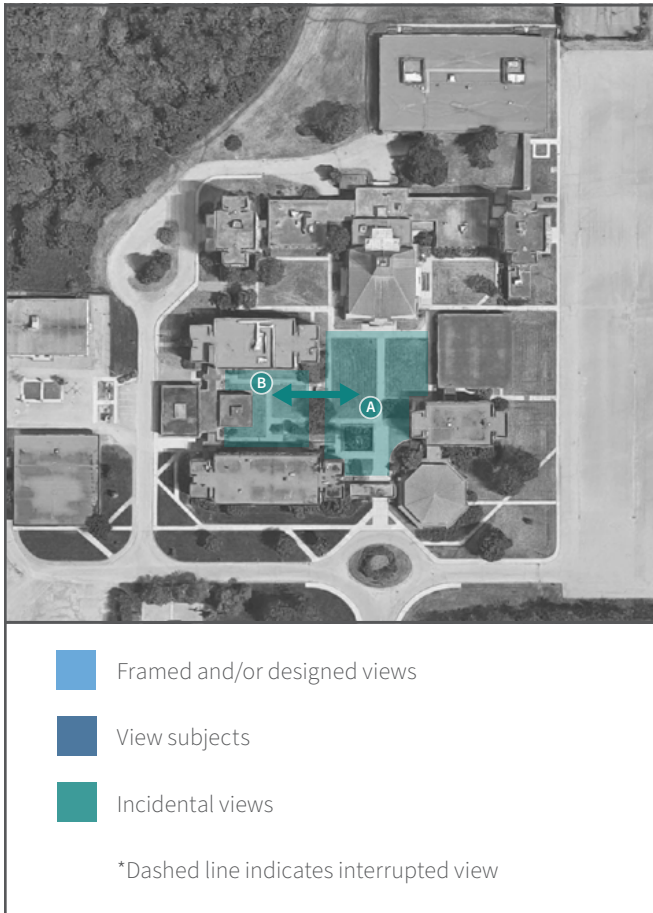 B
A
Framed and/or designed views
View subjects
Incidental views
*Dashed line indicates interrupted view